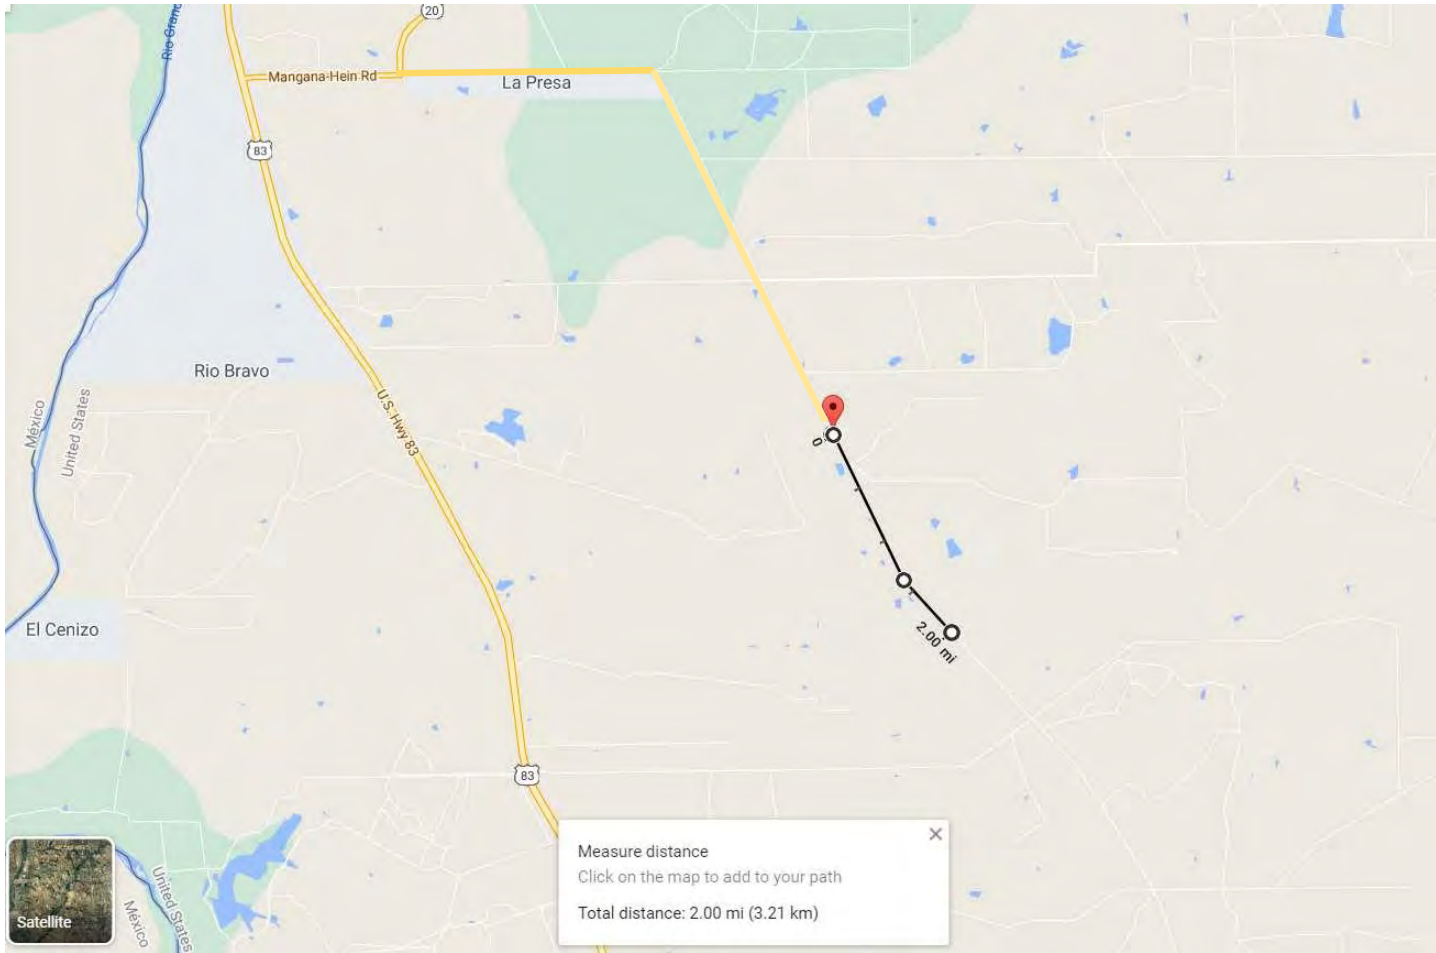 20
Rio Grand
Mangana-Hein Rd
La Presa
83
Rio Bravo
México
United States
U.S. Hwy 83
0
El Cenizo
2.00 mi
83
Measure distance
Click on the map to add to your path
Total distance: 2.00 mi (3.21 km)
Satellite
United States
México